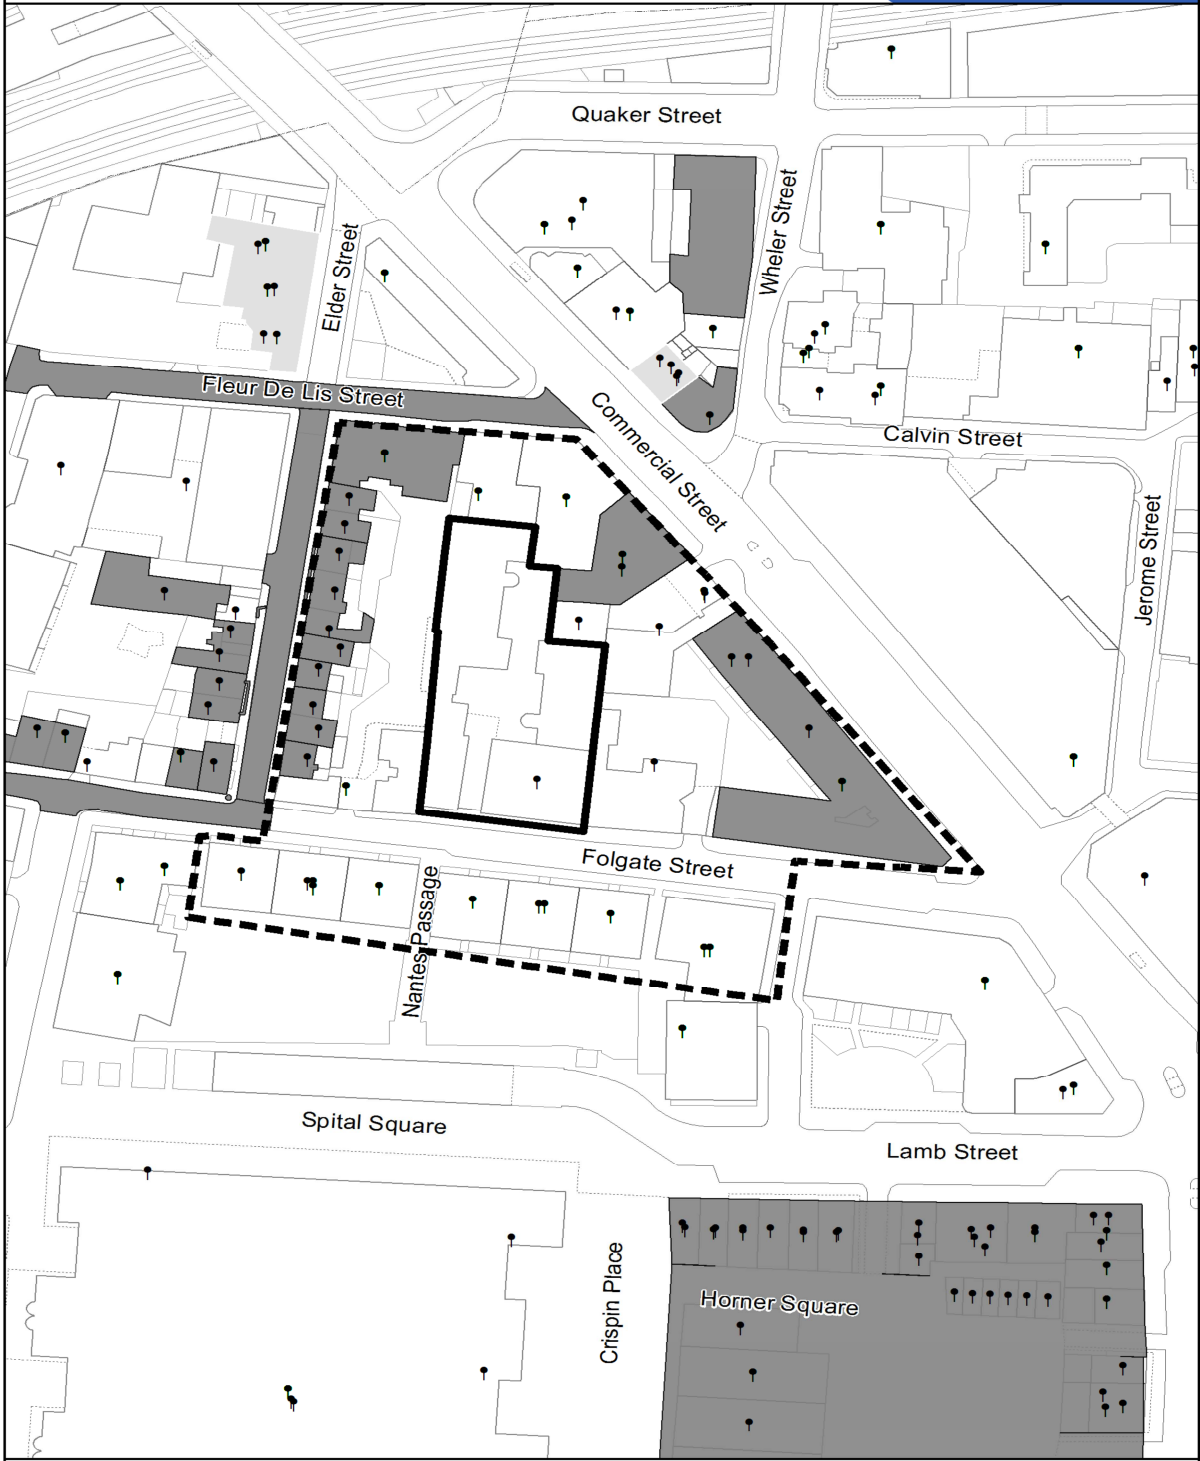 Quaker Street
Wheler Street
Elder Street
Fleur De Lis Street
Commercial Street
Calvin Street
Jerome Street
Folgate Street
Nantes Passage
Spital Square
Lamb Street
Crispin Place
Horner Square